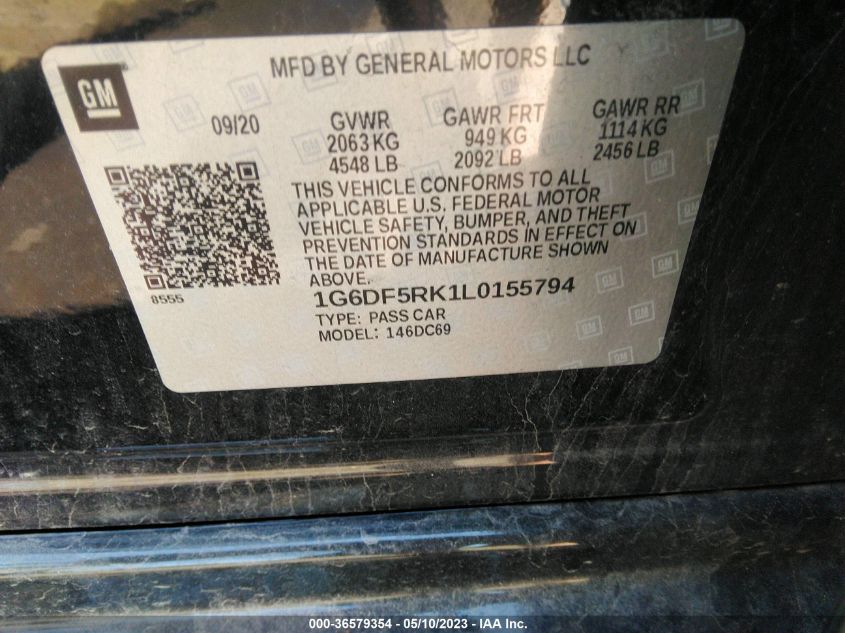 MFD BY GENERAL MOTORS LLC
GM
09/20
GVWR
2063 KG
4548 LB
GAWR FRT
949 KG
2092 LB
GAWR RR
1114 KG
2456 LB
THIS VEHICLE CONFORMS TO ALL
APPLICABLE U.S. FEDERAL MOTOR
VEHICLE SAFETY, BUMPER, AND THEFT
PREVENTION STANDARDS IN EFFECT ON
THE DATE OF MANUFACTURE SHOWN
ABOVE.
8555
1G6DF5RK1L0155794
TYPE: PASS CAR
MODEL: 146DC69
000-36579354 — 05/10/2023 — IAA Inc.